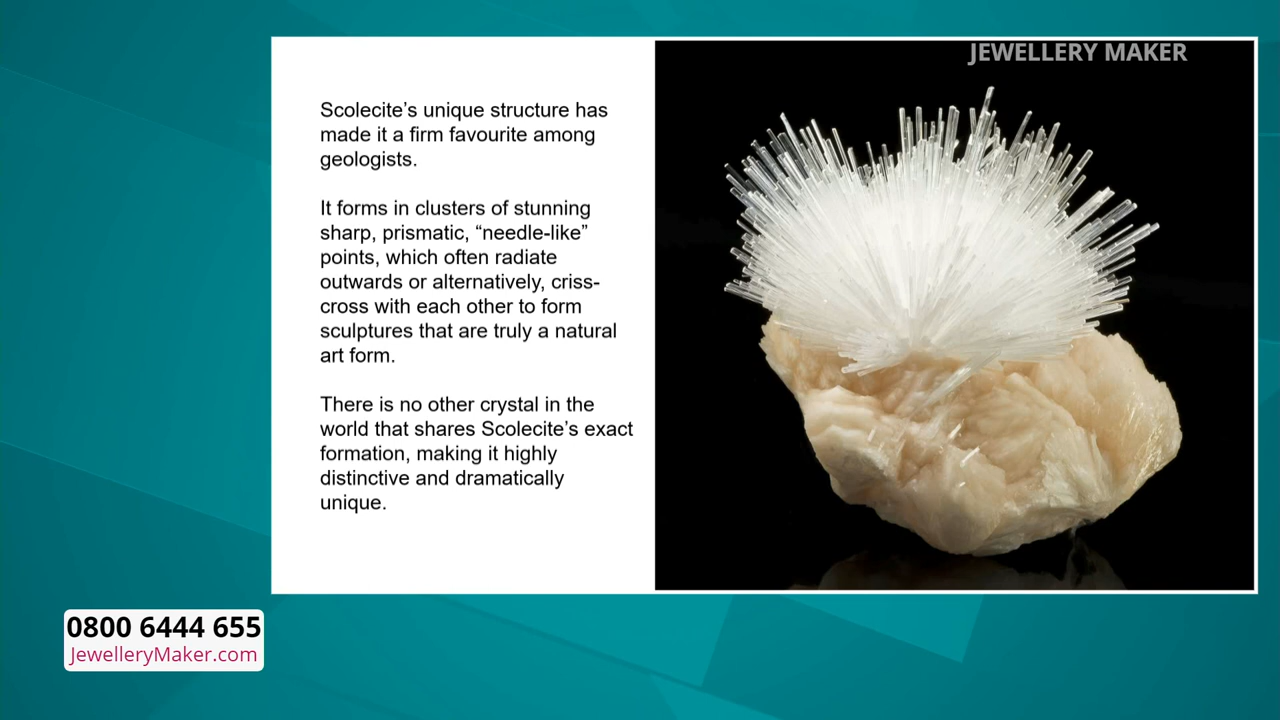 JEWELLERY MAKER
Scolecite’s unique structure has
made it a firm favourite among
geologists.
It forms in clusters of stunning
sharp, prismatic, “needle-like”
points, which often radiate
outwards or alternatively, criss-
cross with each other to form
sculptures that are truly a natural
art form.
There is no other crystal in the
world that shares Scolecite’s exact
formation, making it highly
distinctive and dramatically
unique.
0800 6444 655
JewelleryMaker.com